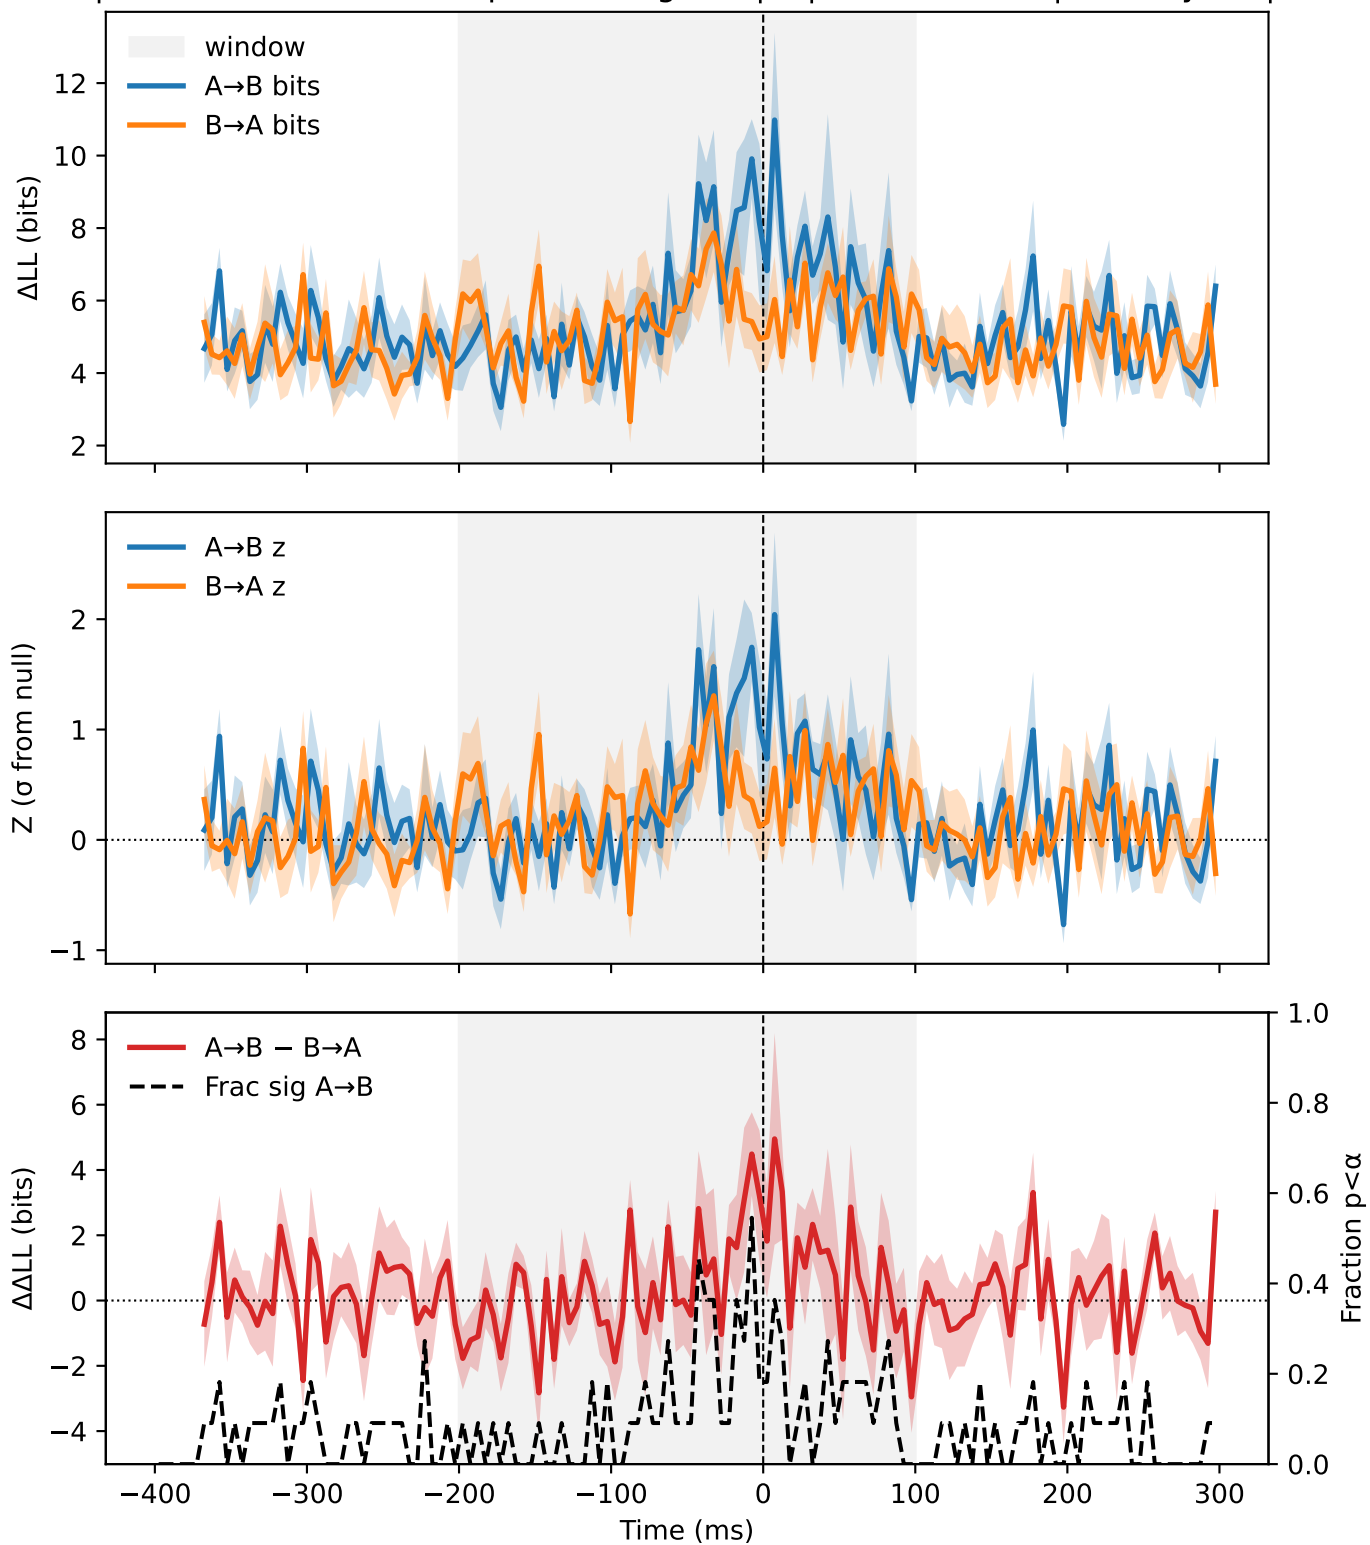 window
A→B bits
B→A bits
ΔLL (bits)
12
10
8
6
4
2
A→B z
B→A z
Z (σ from null)
2
1
0
−1
A→B − B→A
Frac sig A→B
ΔΔLL (bits)
8
6
4
2
0
−2
−4
1.0
0.8
0.6
0.4
0.2
0.0
Fraction p<α
−400
−300
−200
−100
0
100
200
300
Time (ms)